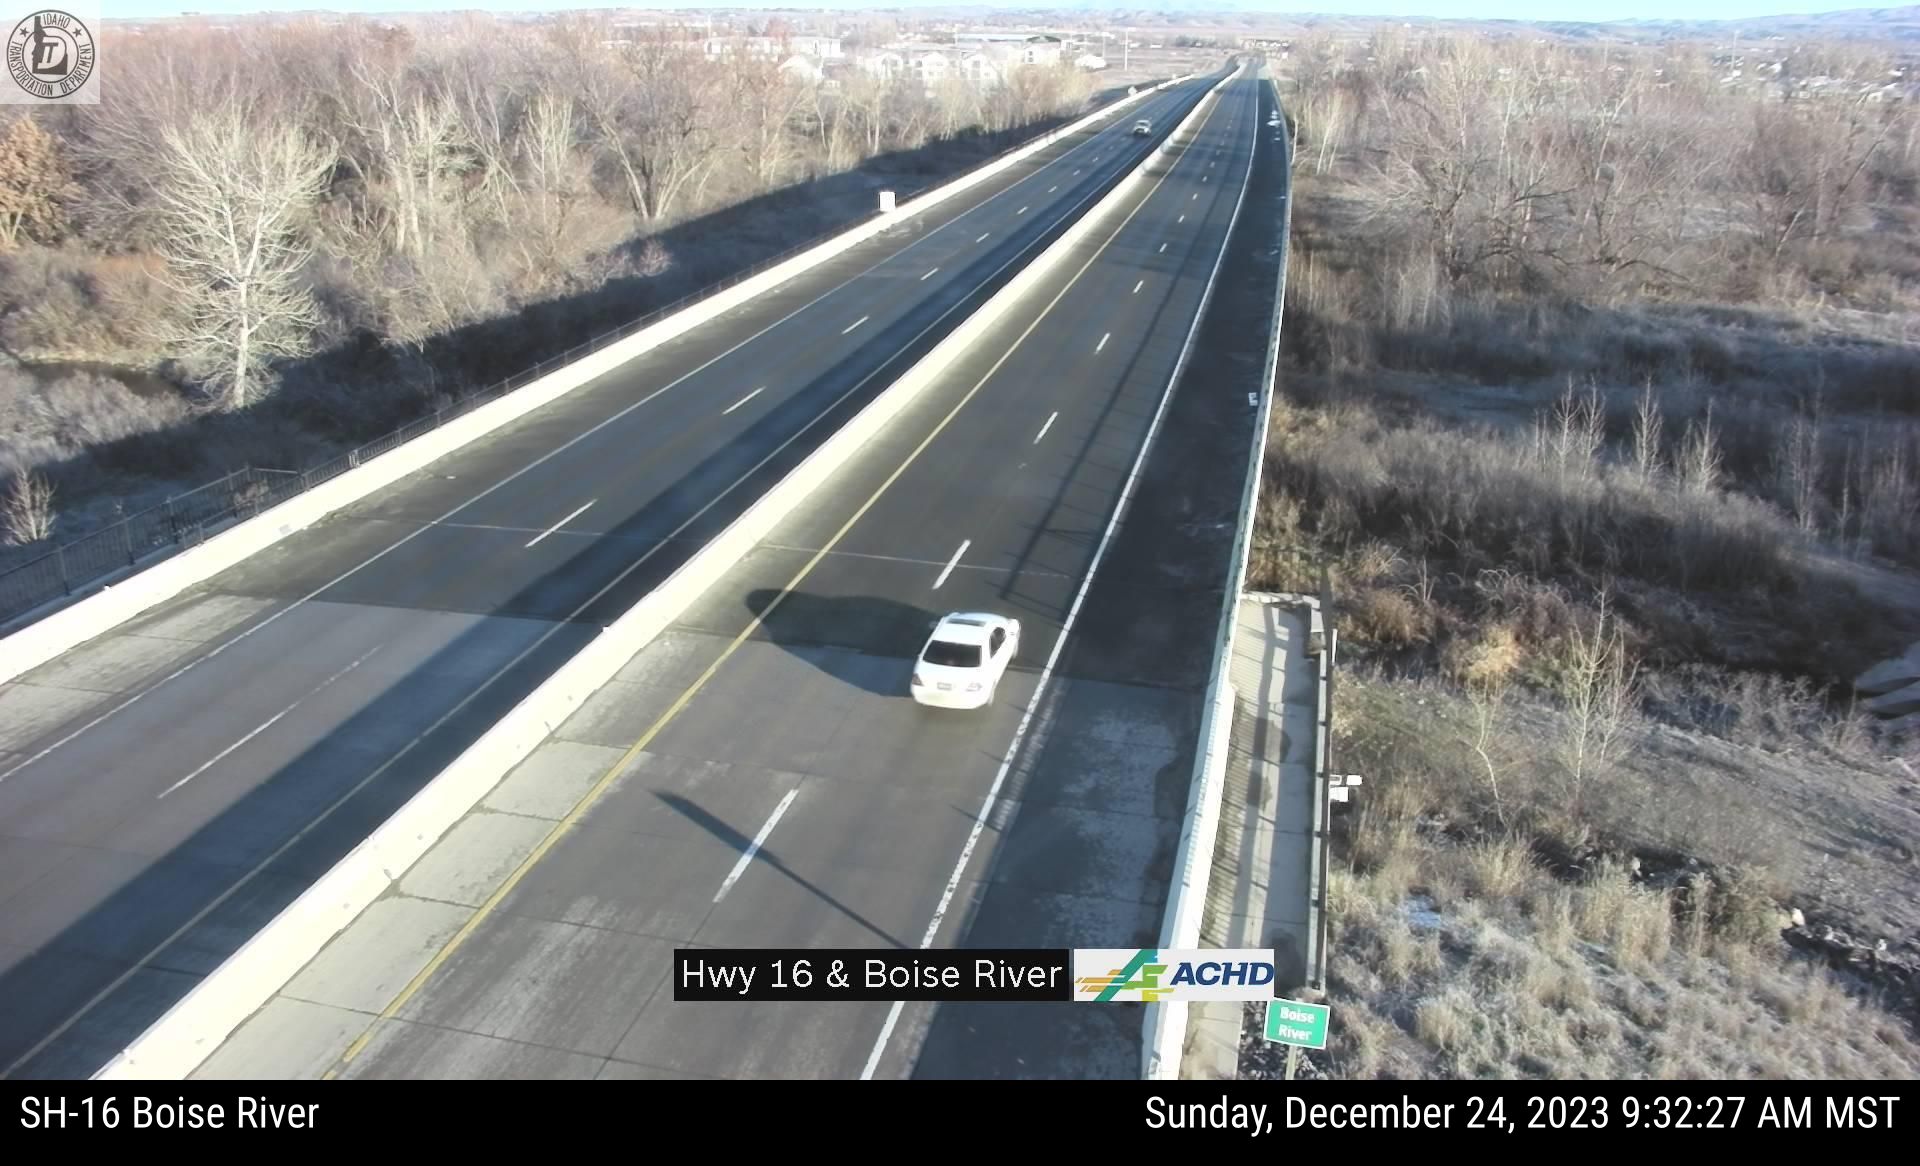 IDAHO
TRANSPORTATION DEPARTMENT
Hwy 16 & Boise River
ACHD
Boise
River
SH-16 Boise River
Sunday, December 24, 2023 9:32:27 AM MST